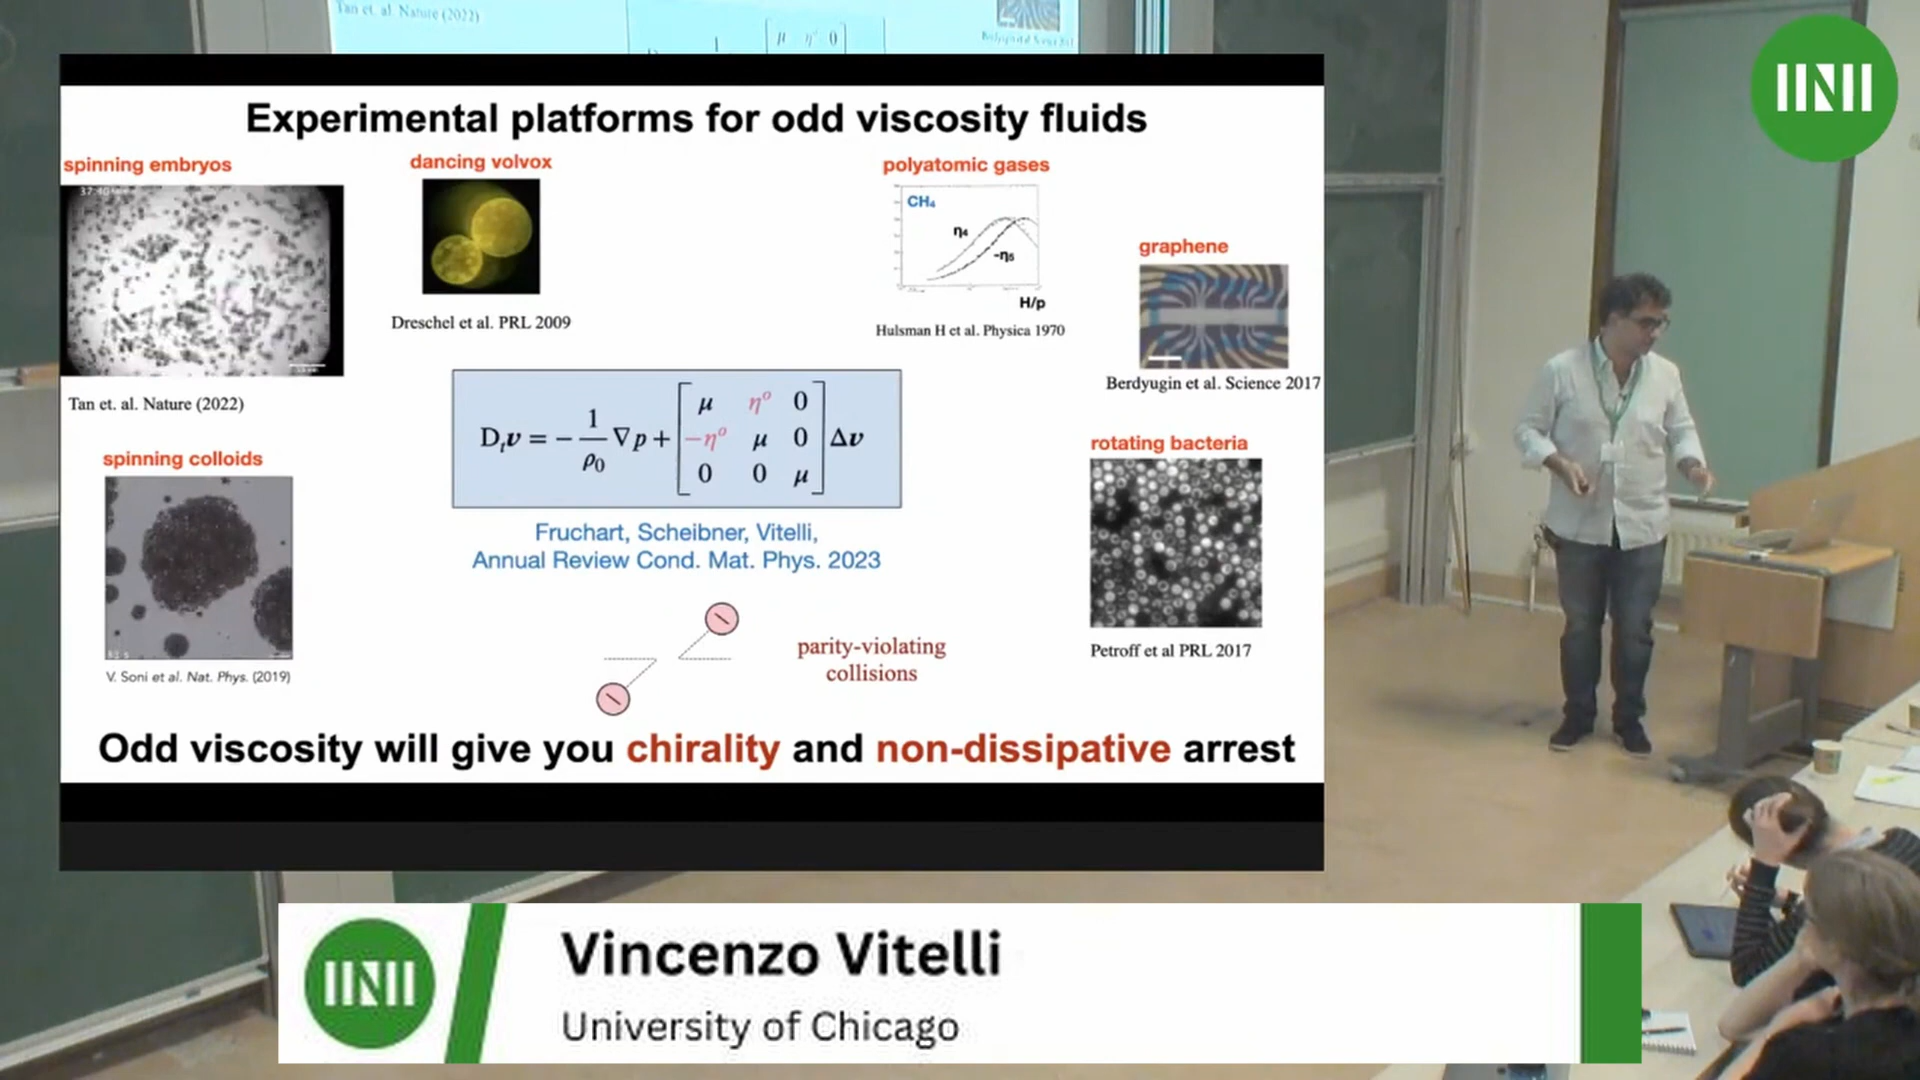 Tan et. al. Nature (2022)
μ η° 0
Experimental platforms for odd viscosity fluids
spinning embryos
dancing volvox
polyatomic gases
CH₄
η₄
-η₅
H/p
graphene
Dreschel et al. PRL 2009
Hulsman H et al. Physica 1970
Berdyugin et al. Science 2017
Tan et. al. Nature (2022)
Dₜv = - 1/ρ₀ ∇p + [ μ η° 0
-η° μ 0
0 0 μ ] Δv
spinning colloids
rotating bacteria
Fruchart, Scheibner, Vitelli,
Annual Review Cond. Mat. Phys. 2023
parity-violating
collisions
V. Soni et al. Nat. Phys. (2019)
Petroff et al PRL 2017
Odd viscosity will give you chirality and non-dissipative arrest
Vincenzo Vitelli
University of Chicago